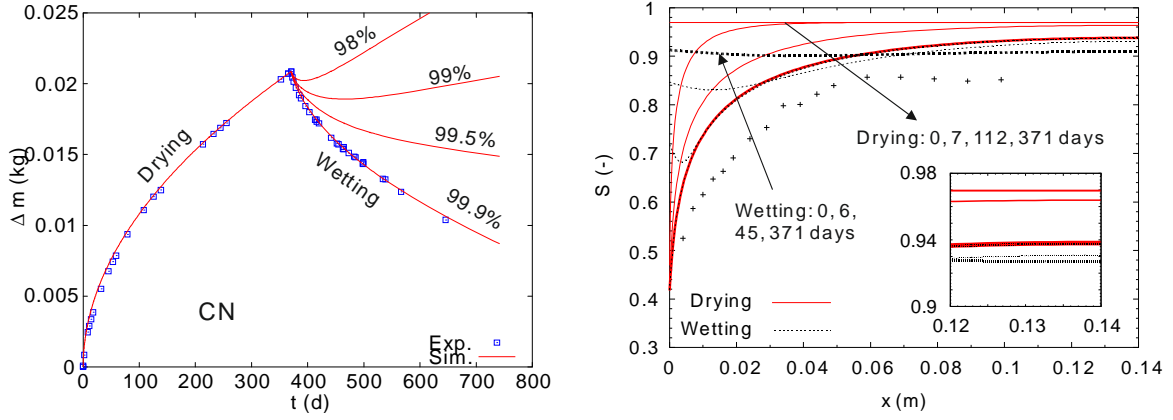 0.025
0.02
0.015
0.01
0.005
0
Δ m (kg)
0 100 200 300 400 500 600 700 800
t (d)
98%
99%
99.5%
99.9%
Drying
Wetting
CN
Exp.
Sim.
1
0.9
0.8
0.7
0.6
0.5
0.4
0.3
S (-)
0 0.02 0.04 0.06 0.08 0.1 0.12 0.14
x (m)
Drying: 0, 7, 112, 371 days
Wetting: 0, 6,
45, 371 days
0.98
0.94
0.9
0.12 0.13 0.14
Drying
Wetting